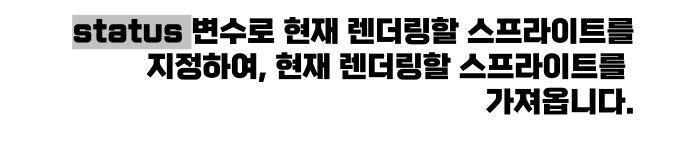 status 변수로 현재 렌더링할 스프라이트를
지정하여, 현재 렌더링할 스프라이트를
가져옵니다.